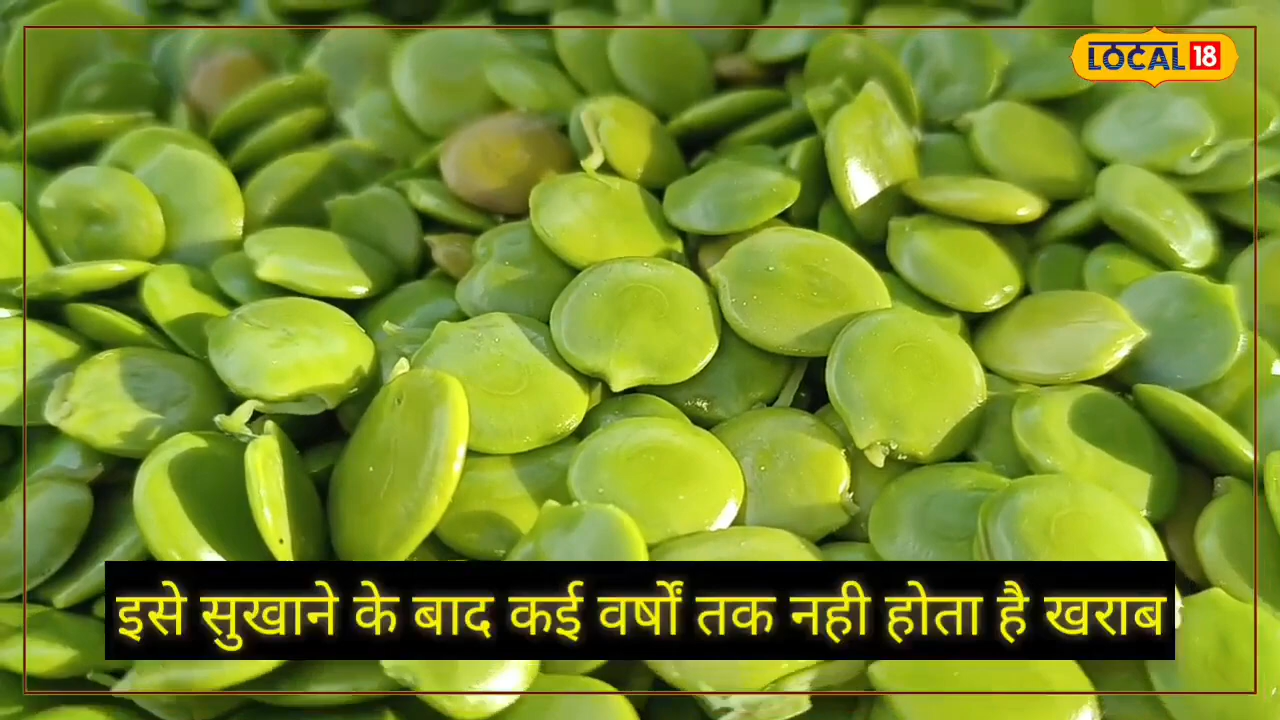 LOCAL 18
इसे सुखाने के बाद कई वर्षों तक नही होता है खराब